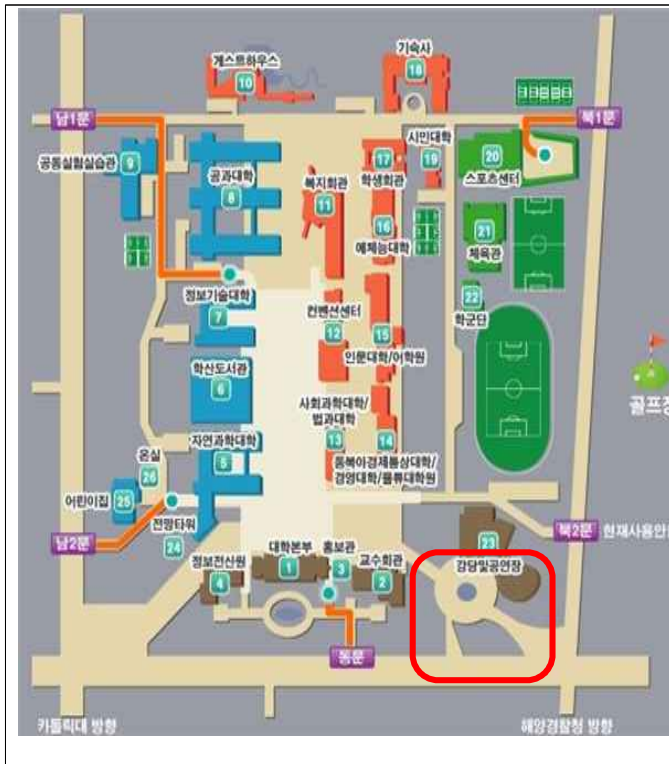 게스트하우스
10
기숙사
18
남1문
북1문
공동실험실습관
9
공과대학
8
복지회관
11
17
학생회관
시민대학
19
20
스포츠센터
16
예체능대학
21
체육관
정보기술대학
7
컨벤션센터
12
15
인문대학/어학원
22
학군단
학산도서관
6
골프장
사회과학대학/
법과대학
13
14
동북아경제통상대학/
경영대학/물류대학원
자연과학대학
5
온실
26
어린이집
25
전망타워
24
남2문
북2문
현재사용안
23
강당및공연장
정보전산원
4
대학본부
1
홍보관
3
교수회관
2
동문
카톨릭대 방향
해양경찰청 방향